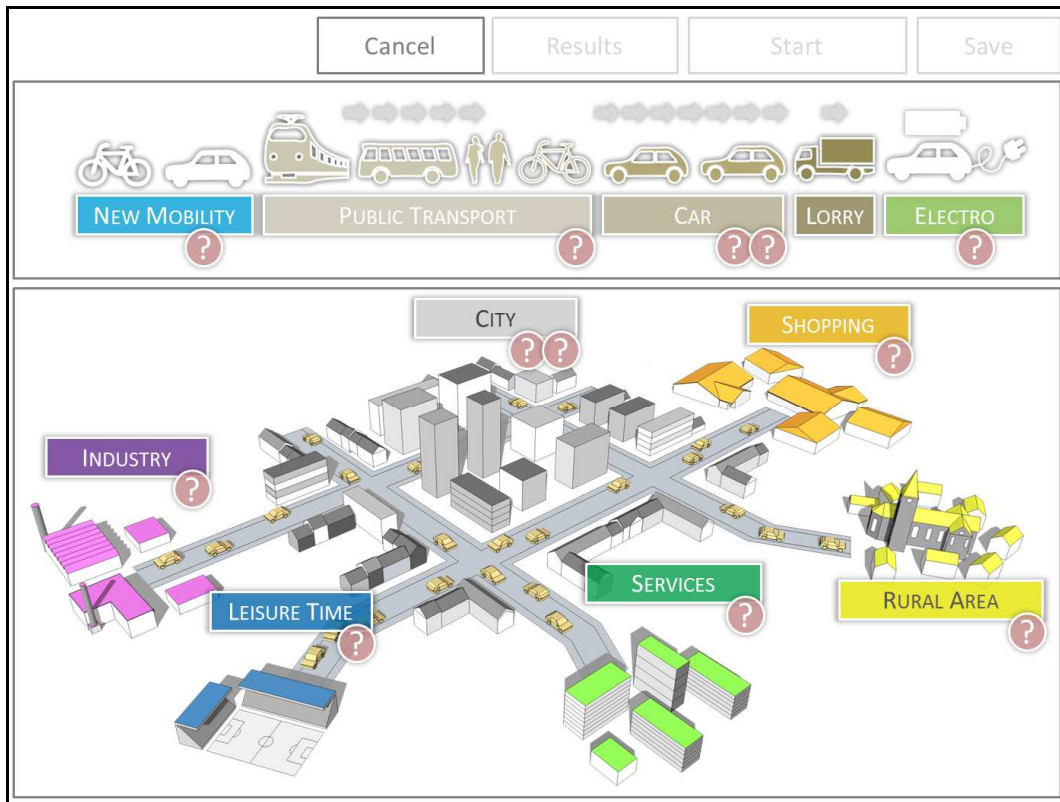 Cancel
Results
Start
Save
NEW MOBILITY
PUBLIC TRANSPORT
CAR
LORRY
ELECTRO
?
?
? ?
?
CITY
? ?
SHOPPING
?
INDUSTRY
?
SERVICES
?
RURAL AREA
?
LEISURE TIME
?